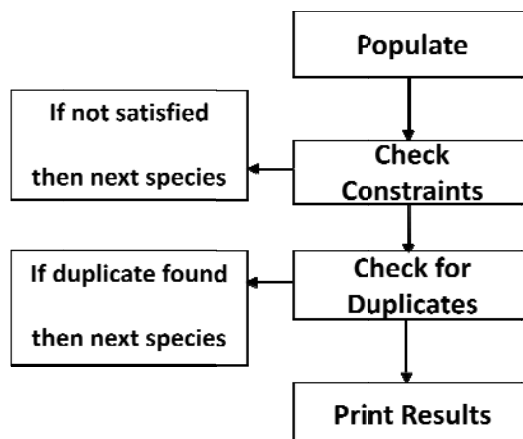 Populate
If not satisfied
then next species
Check
Constraints
If duplicate found
then next species
Check for
Duplicates
Print Results